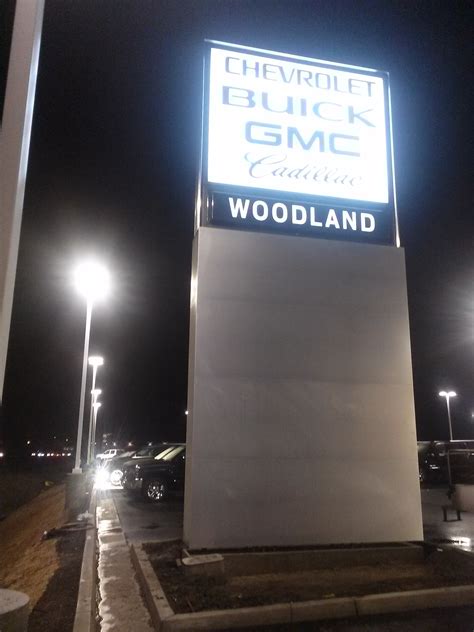 CHEVROLET
BUICK
GMC
Cadillac
WOODLAND